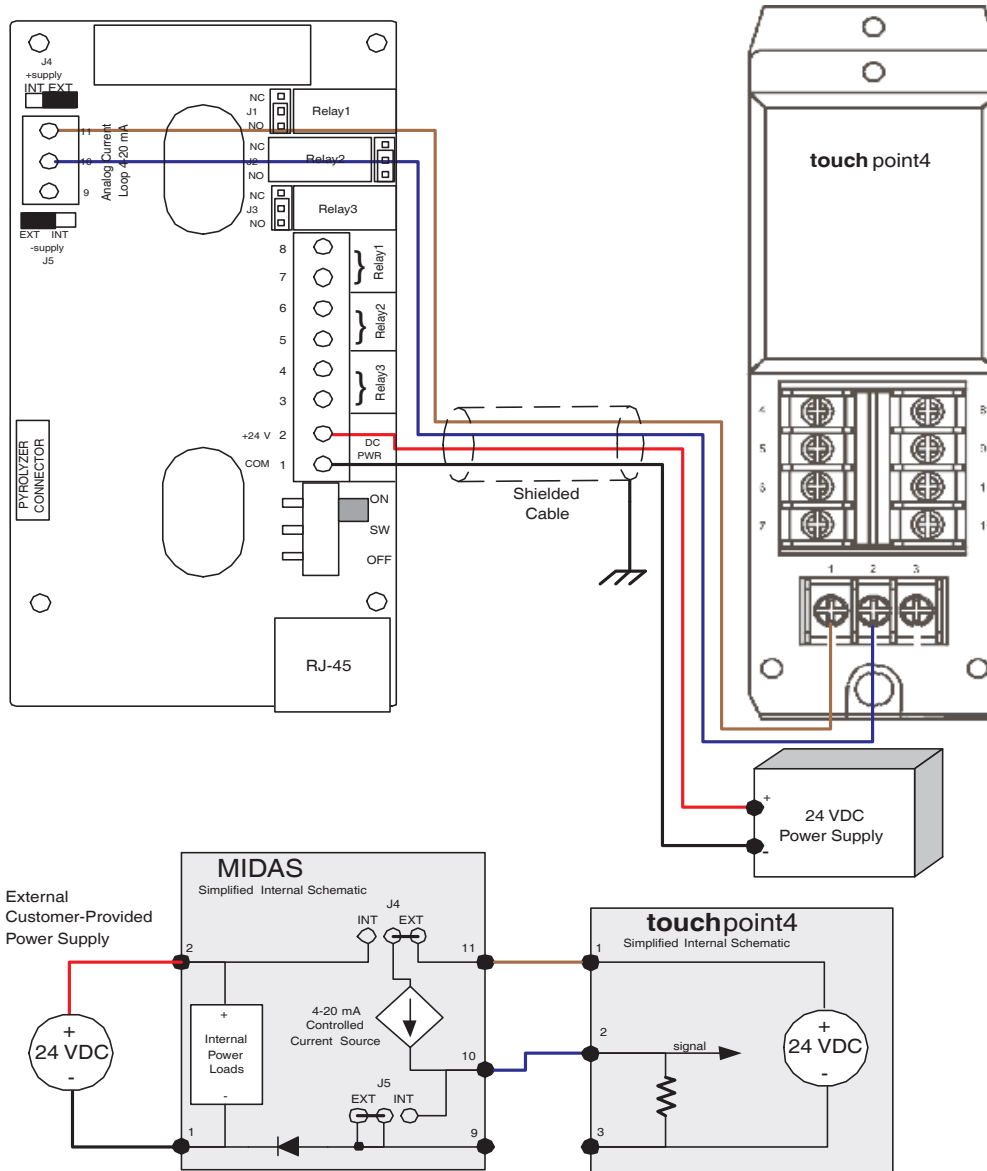 J4
+supply
INT EXT
11
10
9
Analog Current
Loop 4-20 mA
EXT INT
-supply
J5
NC
J1
NO
Relay1
NC
J2
NO
Relay2
NC
J3
NO
Relay3
8
7
6
5
4
3
+24 V 2
COM 1
} Relay1
} Relay2
} Relay3
DC
PWR
ON
SW
OFF
PYROLYZER
CONNECTOR
RJ-45
Shielded
Cable
touch point4
4
5
6
7
8
9
1
1
1 2 3
+
-
24 VDC
Power Supply
External
Customer-Provided
Power Supply
+
24 VDC
-
MIDAS
Simplified Internal Schematic
2
1
+
Internal
Power
Loads
-
J4
INT EXT
11
4-20 mA
Controlled
Current Source
10
J5
EXT INT
9
touchpoint4
Simplified Internal Schematic
1
2
3
signal
+
24 VDC
-